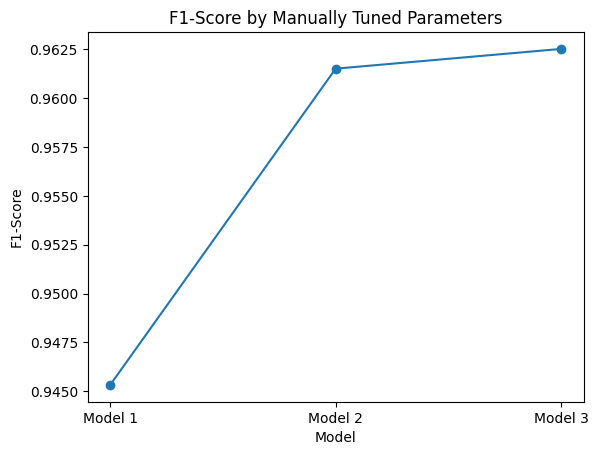 F1-Score by Manually Tuned Parameters
F1-Score
0.9625
0.9600
0.9575
0.9550
0.9525
0.9500
0.9475
0.9450
Model 1
Model 2
Model 3
Model